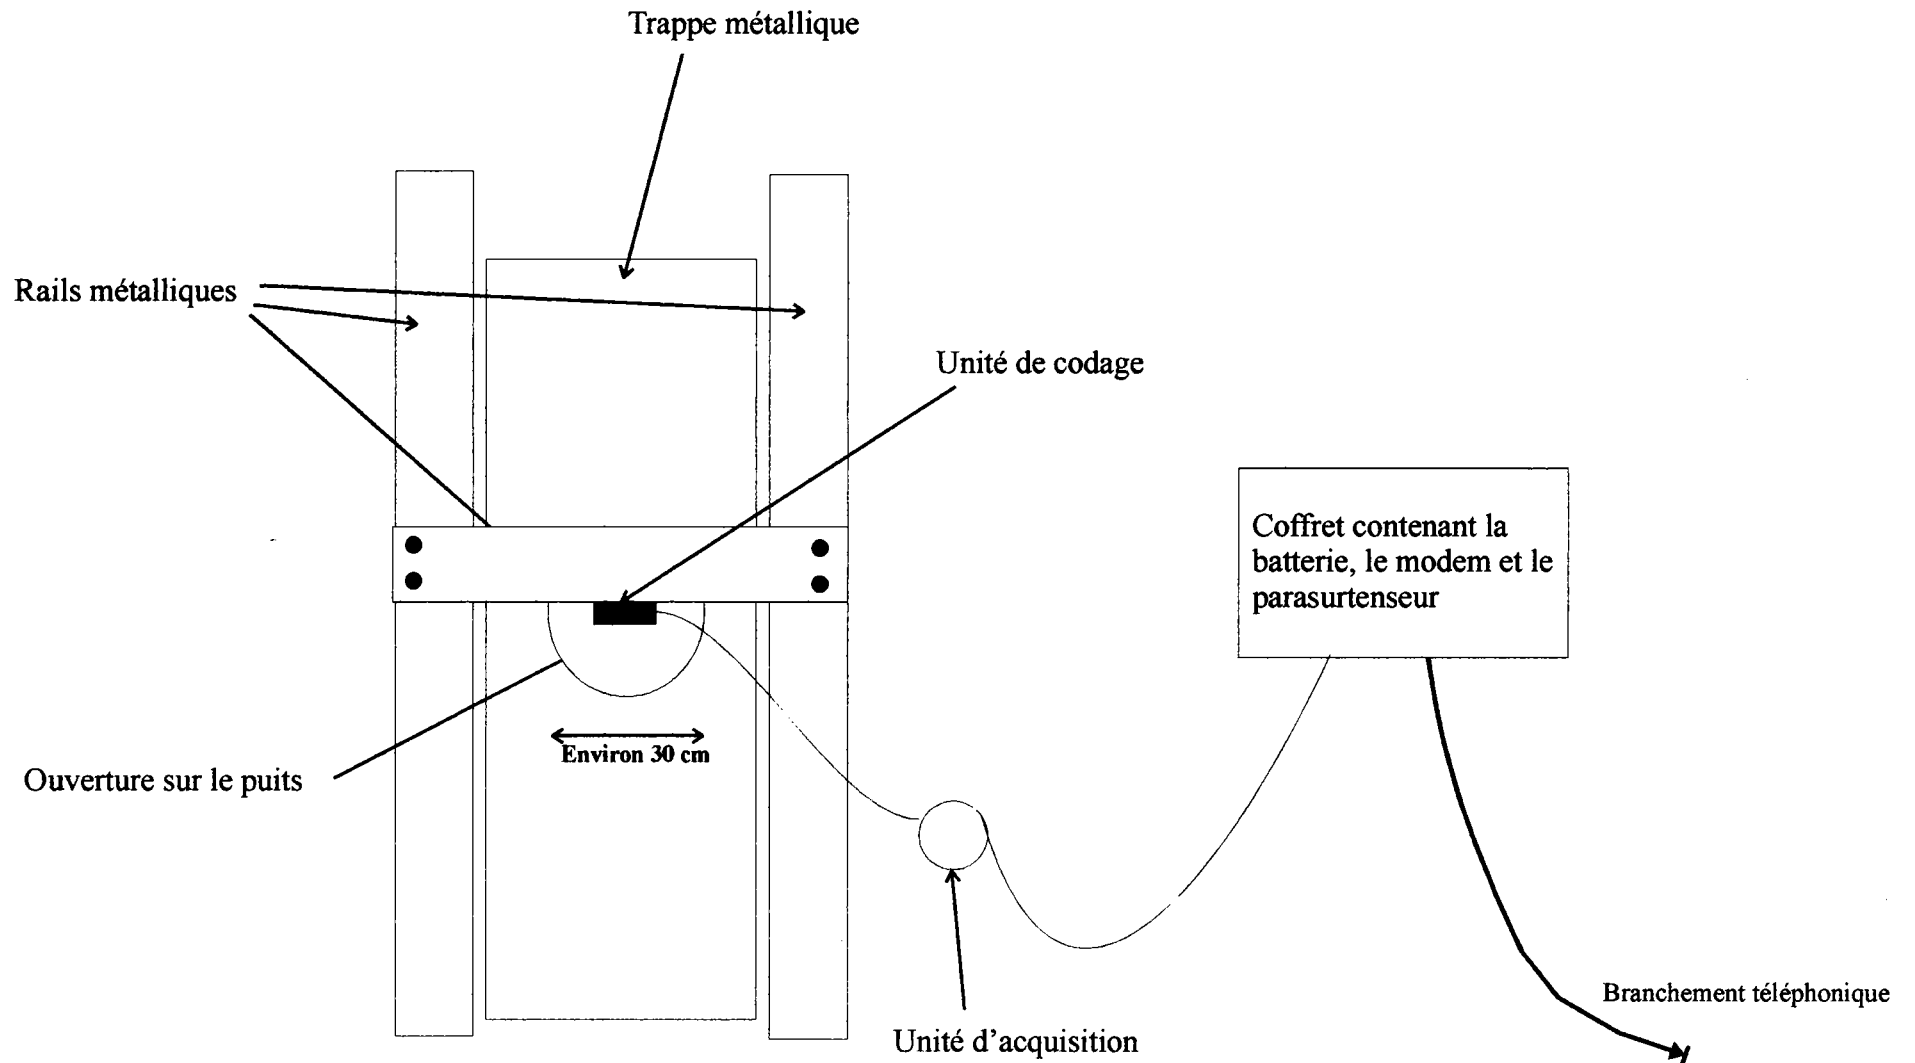 Trappe métallique
Rails métalliques
Unité de codage
Coffret contenant la
batterie, le modem et le
parasurtenseur
Environ 30 cm
Ouverture sur le puits
Branchement téléphonique
Unité d'acquisition